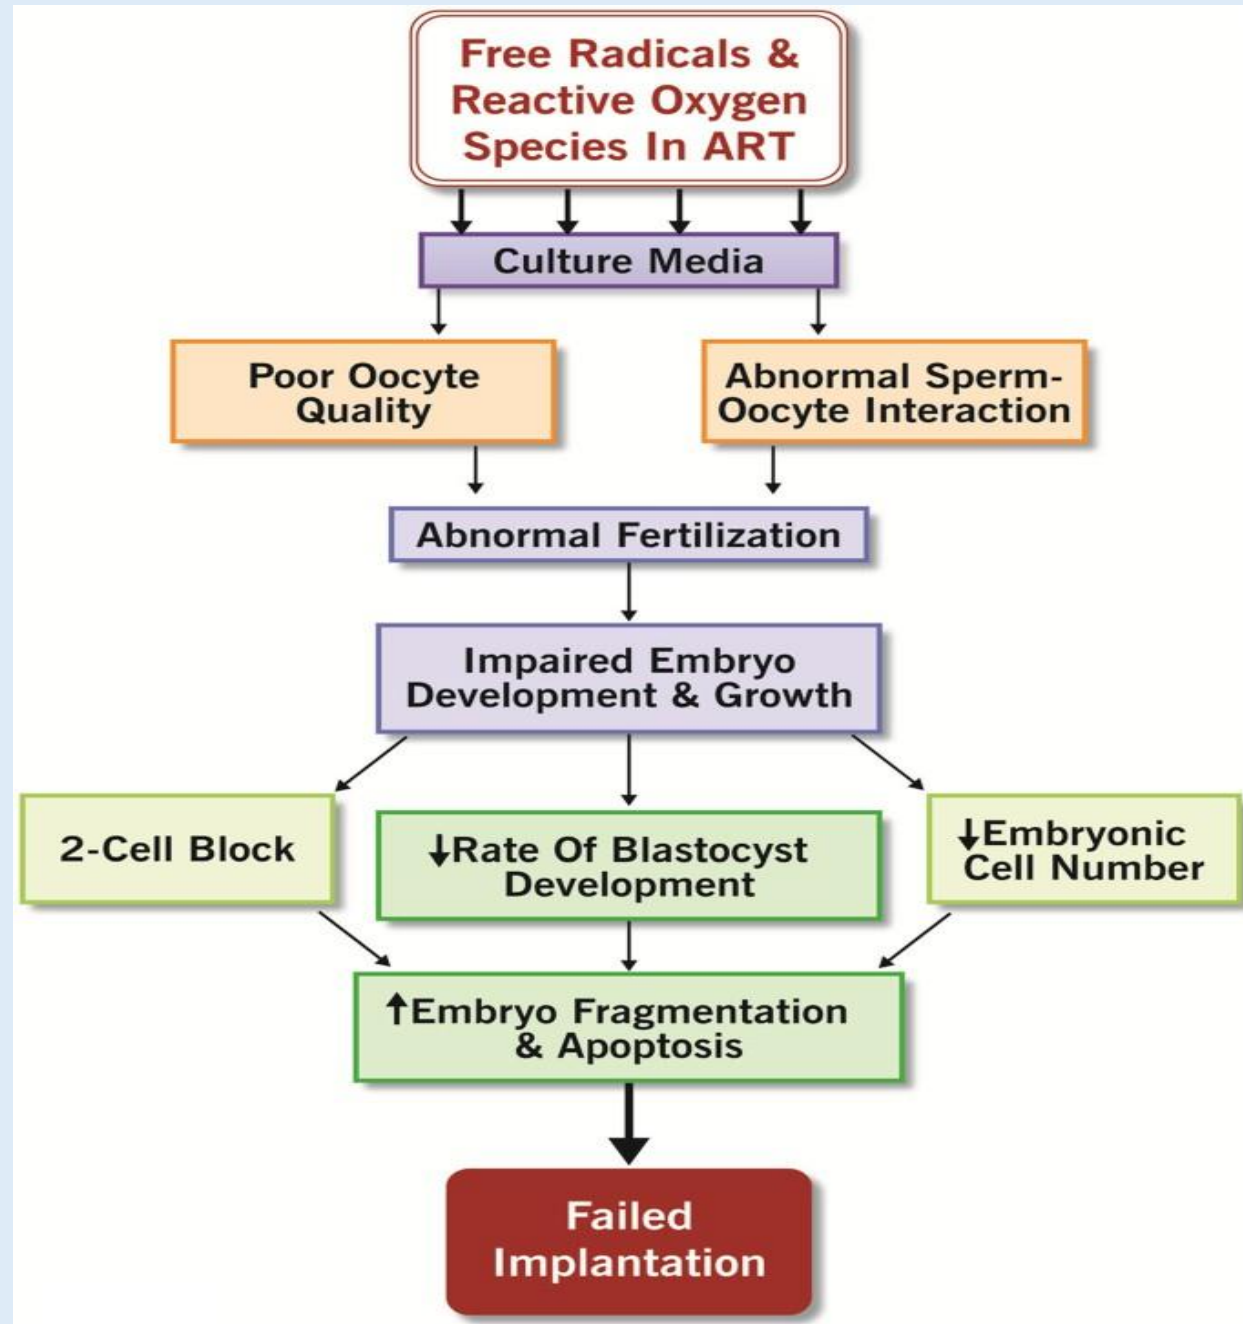 Free Radicals &
Reactive Oxygen
Species In ART
Culture Media
Poor Oocyte
Quality
Abnormal Sperm-
Oocyte Interaction
Abnormal Fertilization
Impaired Embryo
Development & Growth
2-Cell Block
↓Rate Of Blastocyst
Development
↓Embryonic
Cell Number
↑Embryo Fragmentation
& Apoptosis
Failed
Implantation